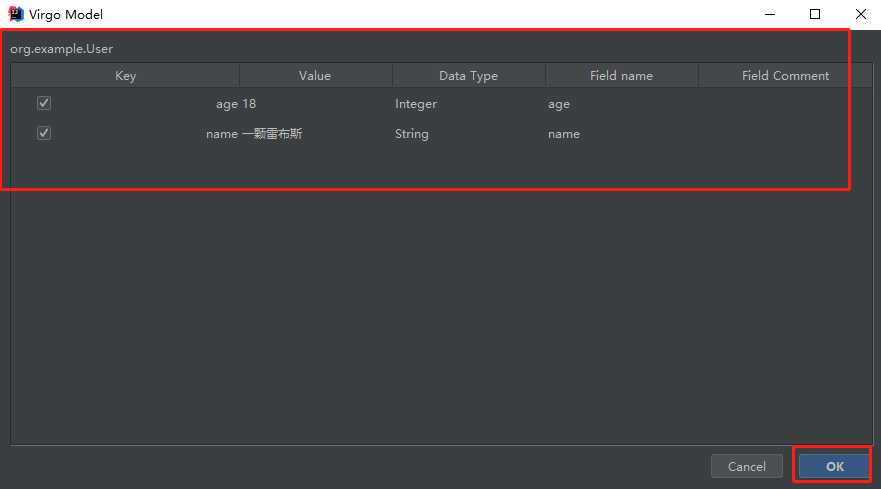 Virgo Model
org.example.User
Key Value Data Type Field name Field Comment
age 18 Integer age
name 一颗雷布斯 String name
Cancel OK